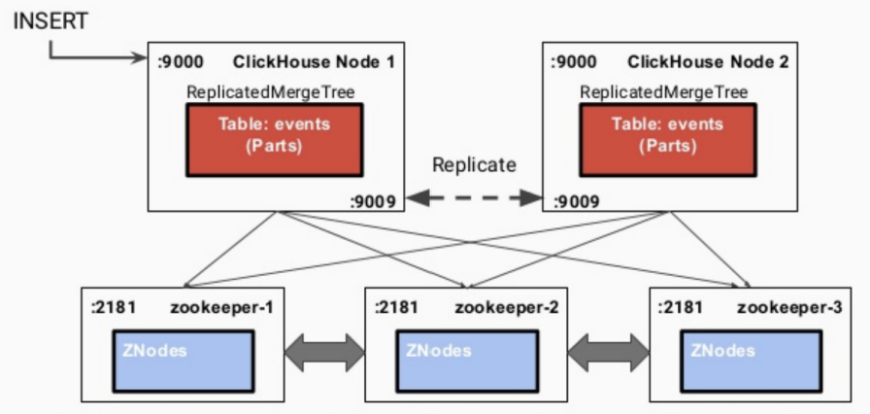 INSERT
:9000 ClickHouse Node 1
ReplicatedMergeTree
Table: events
(Parts)
:9009
Replicate
:9000 ClickHouse Node 2
ReplicatedMergeTree
Table: events
(Parts)
:9009
:2181 zookeeper-1
ZNodes
:2181 zookeeper-2
ZNodes
:2181 zookeeper-3
ZNodes